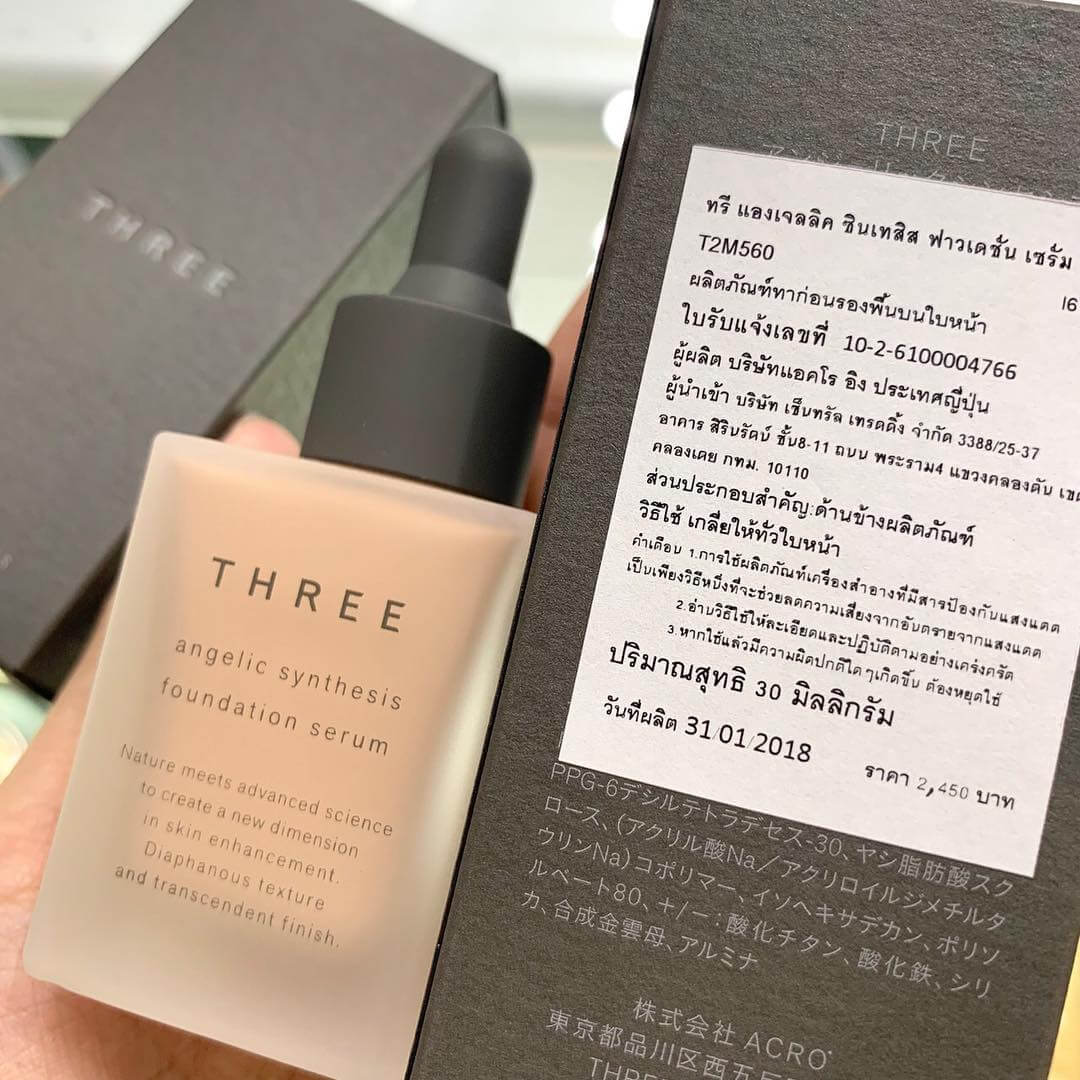 THREE
THREE
angelic synthesis
foundation serum
Nature meets advanced science
to create a new dimension
in skin enhancement.
Diaphanous texture
and transcendent finish.
THREE
ทรี แองเจลลิค ซินเทสิส ฟาวเดชั่น เซรั่ม
T2M560
16
ผลิตภัณฑ์ทาก่อนรองพื้นบนใบหน้า
ใบรับแจ้งเลขที่ 10-2-6100004766
ผู้ผลิต บริษัทแอคโร อิง ประเทศญี่ปุ่น
ผู้นำเข้า บริษัท เซ็นทรัล เทรดดิ้ง จำกัด 3388/25-37
อาคาร สิรินรัตน์ ชั้น8-11 ถนน พระราม4 แขวงคลองตัน เขต
คลองเตย กทม. 10110
ส่วนประกอบสำคัญ:ด้านข้างผลิตภัณฑ์
วิธีใช้ เกลี่ยให้ทั่วใบหน้า
คำเตือน 1.การใช้ผลิตภัณฑ์เครื่องสำอางที่มีสารป้องกันแสงแดด
เป็นเพียงวิธีหนึ่งที่จะช่วยลดความเสี่ยงจากอันตรายจากแสงแดด
2.อ่านวิธีใช้ให้ละเอียดและปฏิบัติตามอย่างเคร่งครัด
3.หากใช้แล้วมีความผิดปกติใดๆเกิดขึ้น ต้องหยุดใช้
ปริมาณสุทธิ 30 มิลลิกรัม
วันที่ผลิต 31/01/2018
ราคา 2,450 บาท
PPG-6デシルテトラデセス-30、ヤシ脂肪酸スク
ロース、(アクリル酸Na／アクリロイルジメチルタ
ウリンNa)コポリマー、イソヘキサデカン、ポリソ
ルベート80、+/−:酸化チタン、酸化鉄、シリ
カ、合成金雲母、アルミナ
株式会社 ACRO
東京都品川区西五
THREE